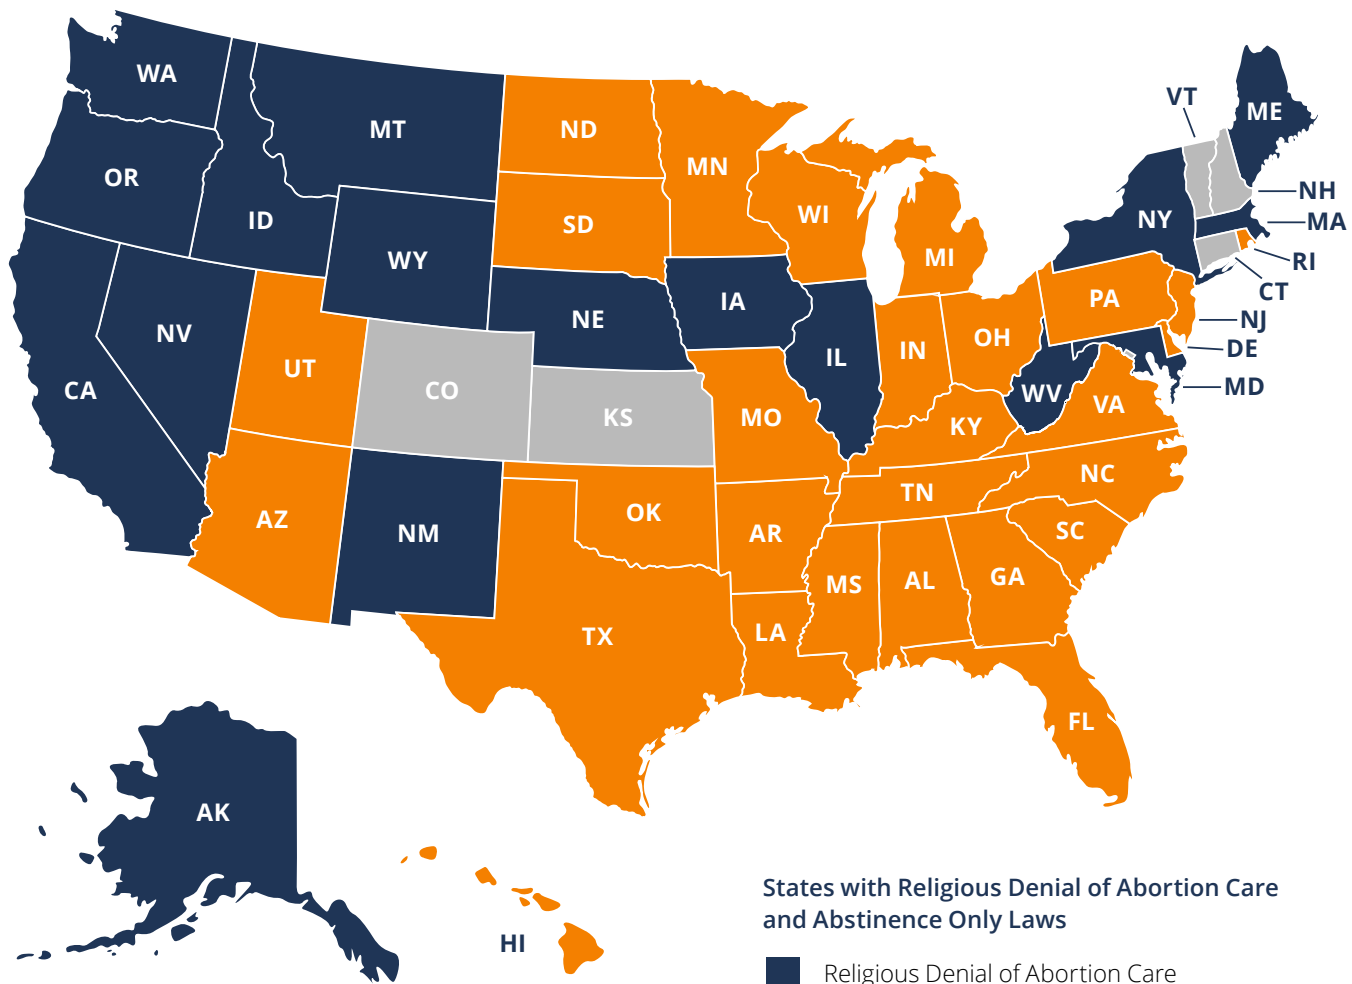 WA
MT
ND
MN
VT
ME
OR
ID
SD
WI
NY
NH
MA
WY
MI
RI
CT
NV
NE
IA
PA
NJ
CA
UT
CO
IL
IN
OH
DE
KS
MO
WV
VA
MD
KY
AZ
NM
OK
AR
TN
NC
SC
TX
LA
MS
AL
GA
FL
AK
HI
States with Religious Denial of Abortion Care
and Abstinence Only Laws
Religious Denial of Abortion Care